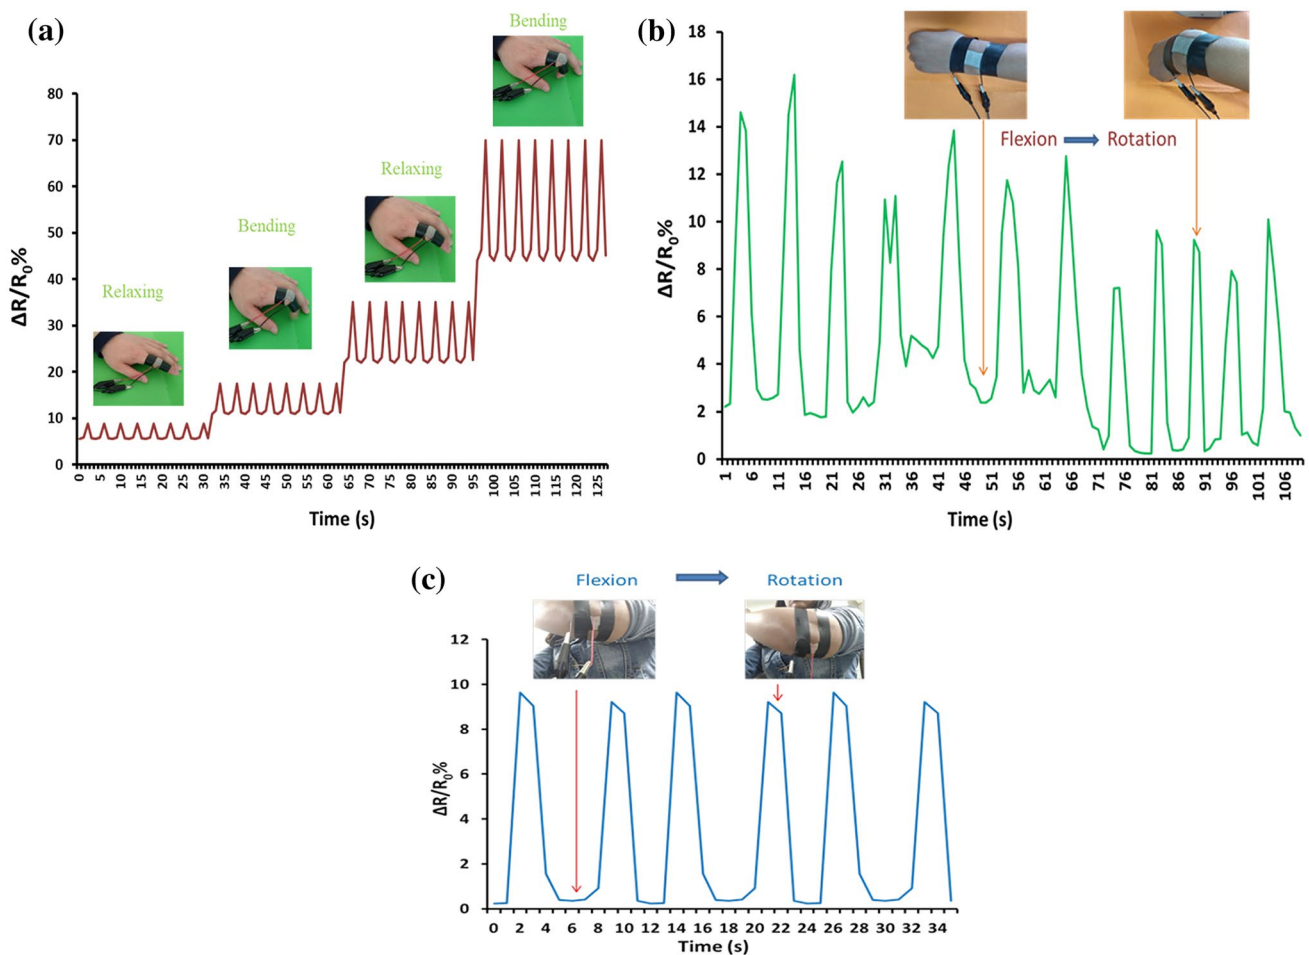 (a)
Bending
Relaxing
Bending
Relaxing
ΔR/R₀%
80
70
60
50
40
30
20
10
0
0 5 10 15 20 25 30 35 40 45 50 55 60 65 70 75 80 85 90 95 100 105 110 115 120 125
Time (s)
(b)
Flexion Rotation
ΔR/R₀%
18
16
14
12
10
8
6
4
2
0
1 6 11 16 21 26 31 36 41 46 51 56 61 66 71 76 81 86 91 96 101 106
Time (s)
(c)
Flexion Rotation
ΔR/R₀%
12
10
8
6
4
2
0
0 2 4 6 8 10 12 14 16 18 20 22 24 26 28 30 32 34
Time (s)